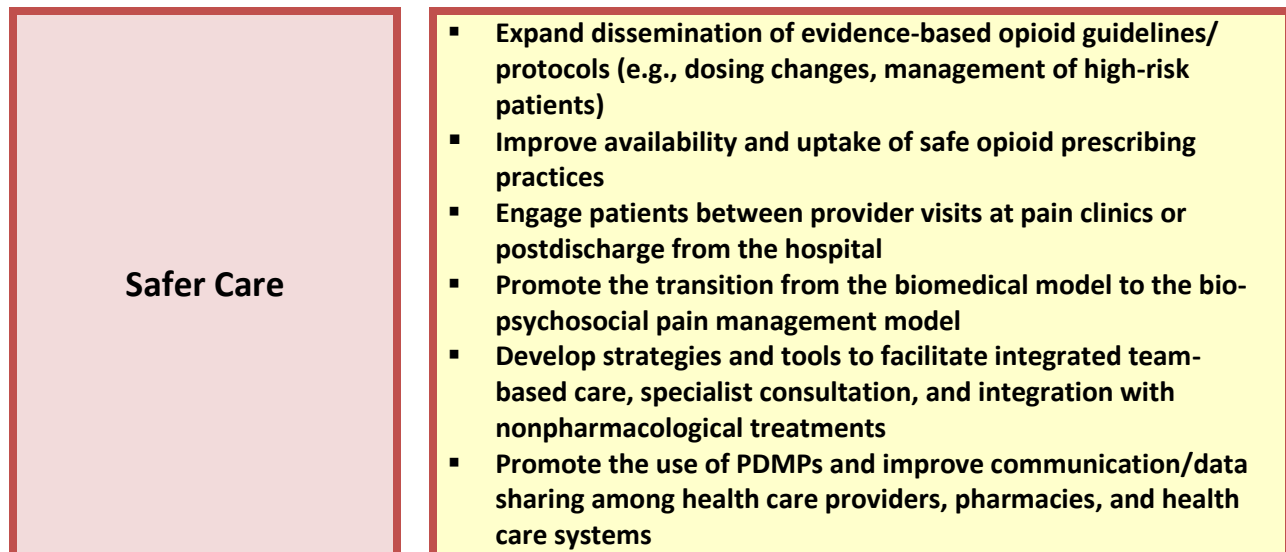 Safer Care
▪ Expand dissemination of evidence-based opioid guidelines/
protocols (e.g., dosing changes, management of high-risk
patients)
▪ Improve availability and uptake of safe opioid prescribing
practices
▪ Engage patients between provider visits at pain clinics or
postdischarge from the hospital
▪ Promote the transition from the biomedical model to the bio-
psychosocial pain management model
▪ Develop strategies and tools to facilitate integrated team-
based care, specialist consultation, and integration with
nonpharmacological treatments
▪ Promote the use of PDMPs and improve communication/data
sharing among health care providers, pharmacies, and health
care systems